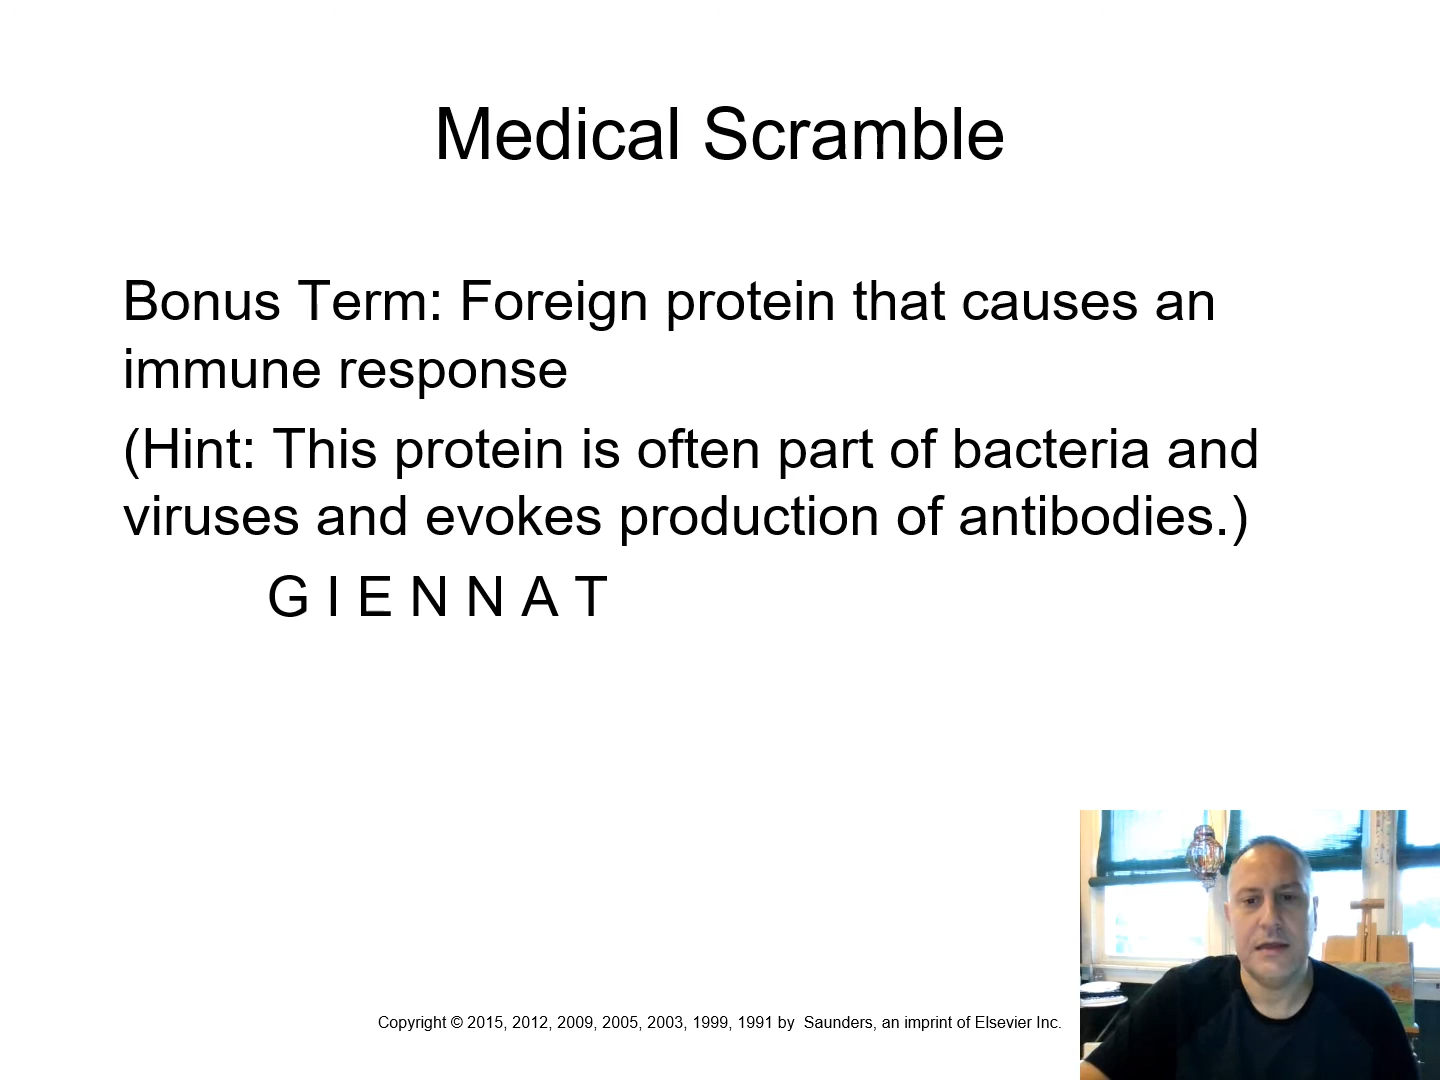 Medical Scramble
Bonus Term: Foreign protein that causes an
immune response
(Hint: This protein is often part of bacteria and
viruses and evokes production of antibodies.)
G I E N N A T
Copyright © 2015, 2012, 2009, 2005, 2003, 1999, 1991 by  Saunders, an imprint of Elsevier Inc.